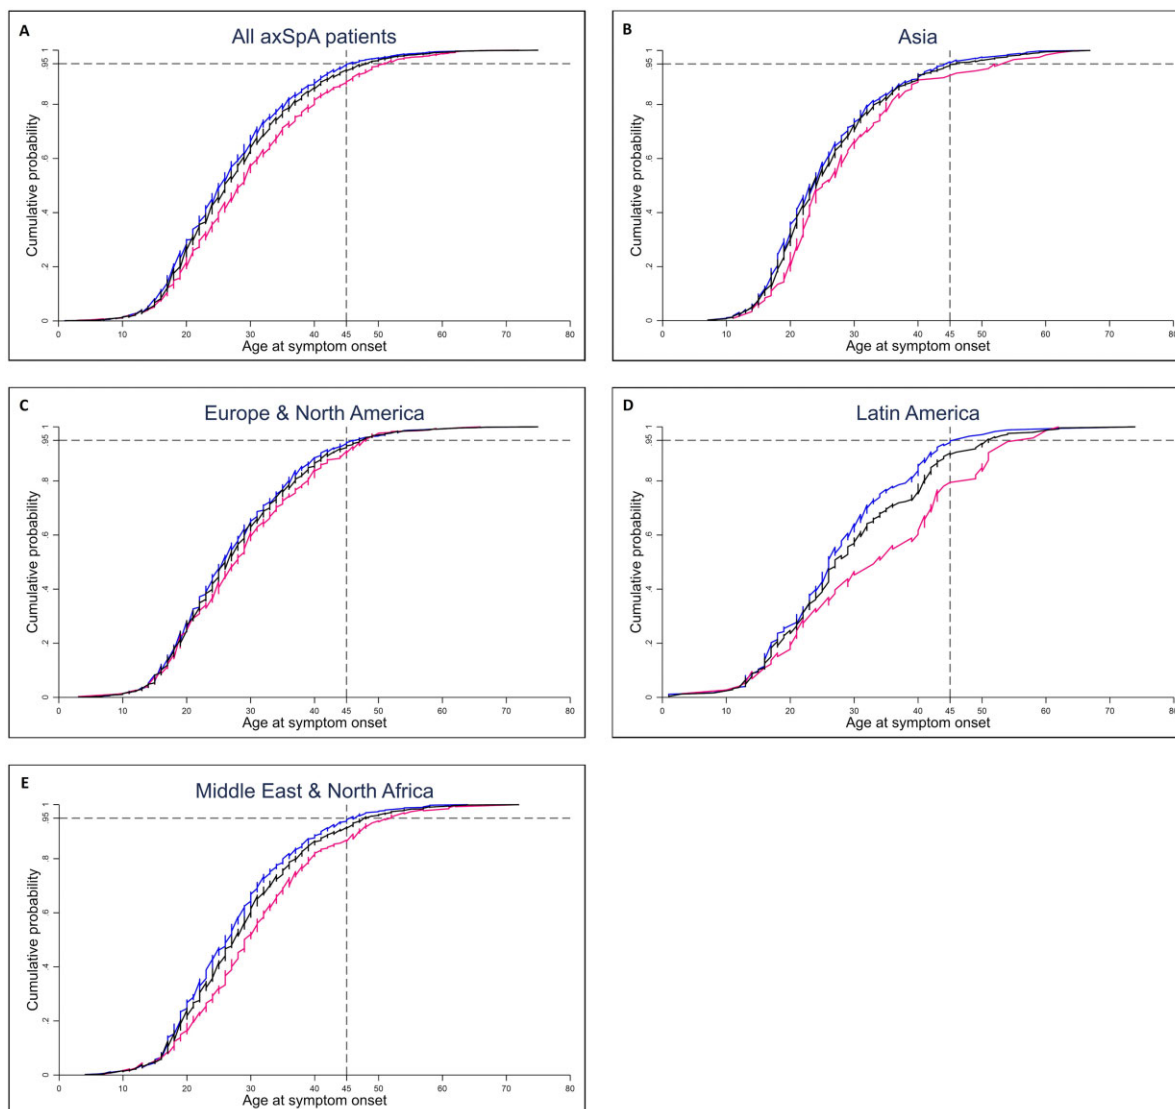 A
All axSpA patients
Cumulative probability
0 .2 .4 .6 .8 .95 1
0 10 20 30 40 45 50 60 70 80
Age at symptom onset
B
Asia
Cumulative probability
0 .2 .4 .6 .8 .95 1
0 10 20 30 40 45 50 60 70 80
Age at symptom onset
C
Europe & North America
Cumulative probability
0 .2 .4 .6 .8 .95 1
0 10 20 30 40 45 50 60 70 80
Age at symptom onset
D
Latin America
Cumulative probability
0 .2 .4 .6 .8 .95 1
0 10 20 30 40 45 50 60 70 80
Age at symptom onset
E
Middle East & North Africa
Cumulative probability
0 .2 .4 .6 .8 .95 1
0 10 20 30 40 45 50 60 70 80
Age at symptom onset